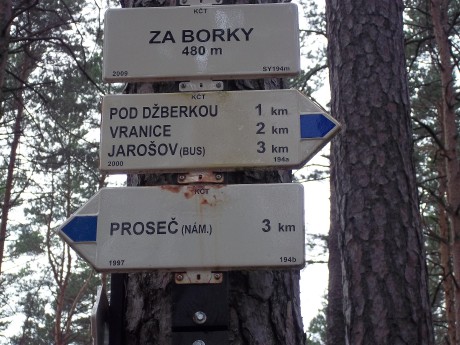 KČT
ZA BORKY
480 m
2009 SY194m
KČT
POD DŽBERKOU 1 km
VRANICE 2 km
JAROŠOV (BUS) 3 km
2000 194a
KČT
PROSEČ (NÁM.) 3 km
1997 194b